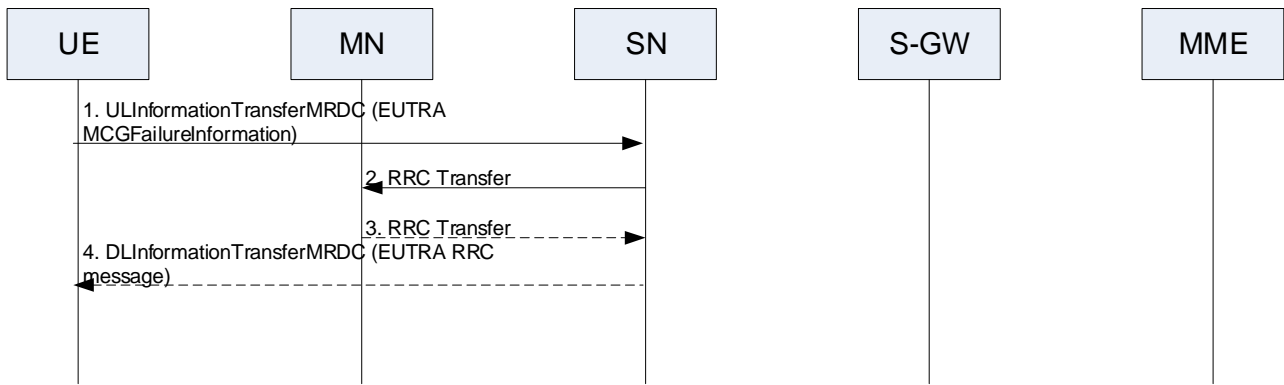 UE
MN
SN
S-GW
MME
1. ULInformationTransferMRDC (EUTRA
MCGFailureInformation)
2. RRC Transfer
3. RRC Transfer
4. DLInformationTransferMRDC (EUTRA RRC
message)